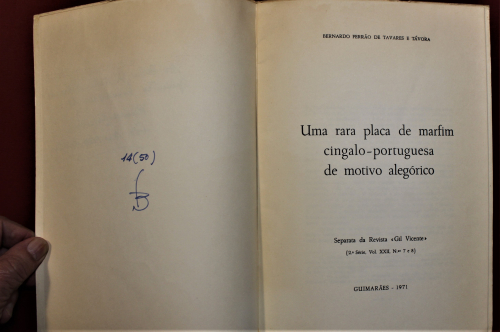 14(50)
BERNARDO FERRÃO DE TAVARES E TÁVORA
Uma rara placa de marfim
cingalo-portuguesa
de motivo alegórico
Separata da Revista «Gil Vicente»
(2.ª Série, Vol. XXII, N.os 7 e 8)
GUIMARÃES - 1971